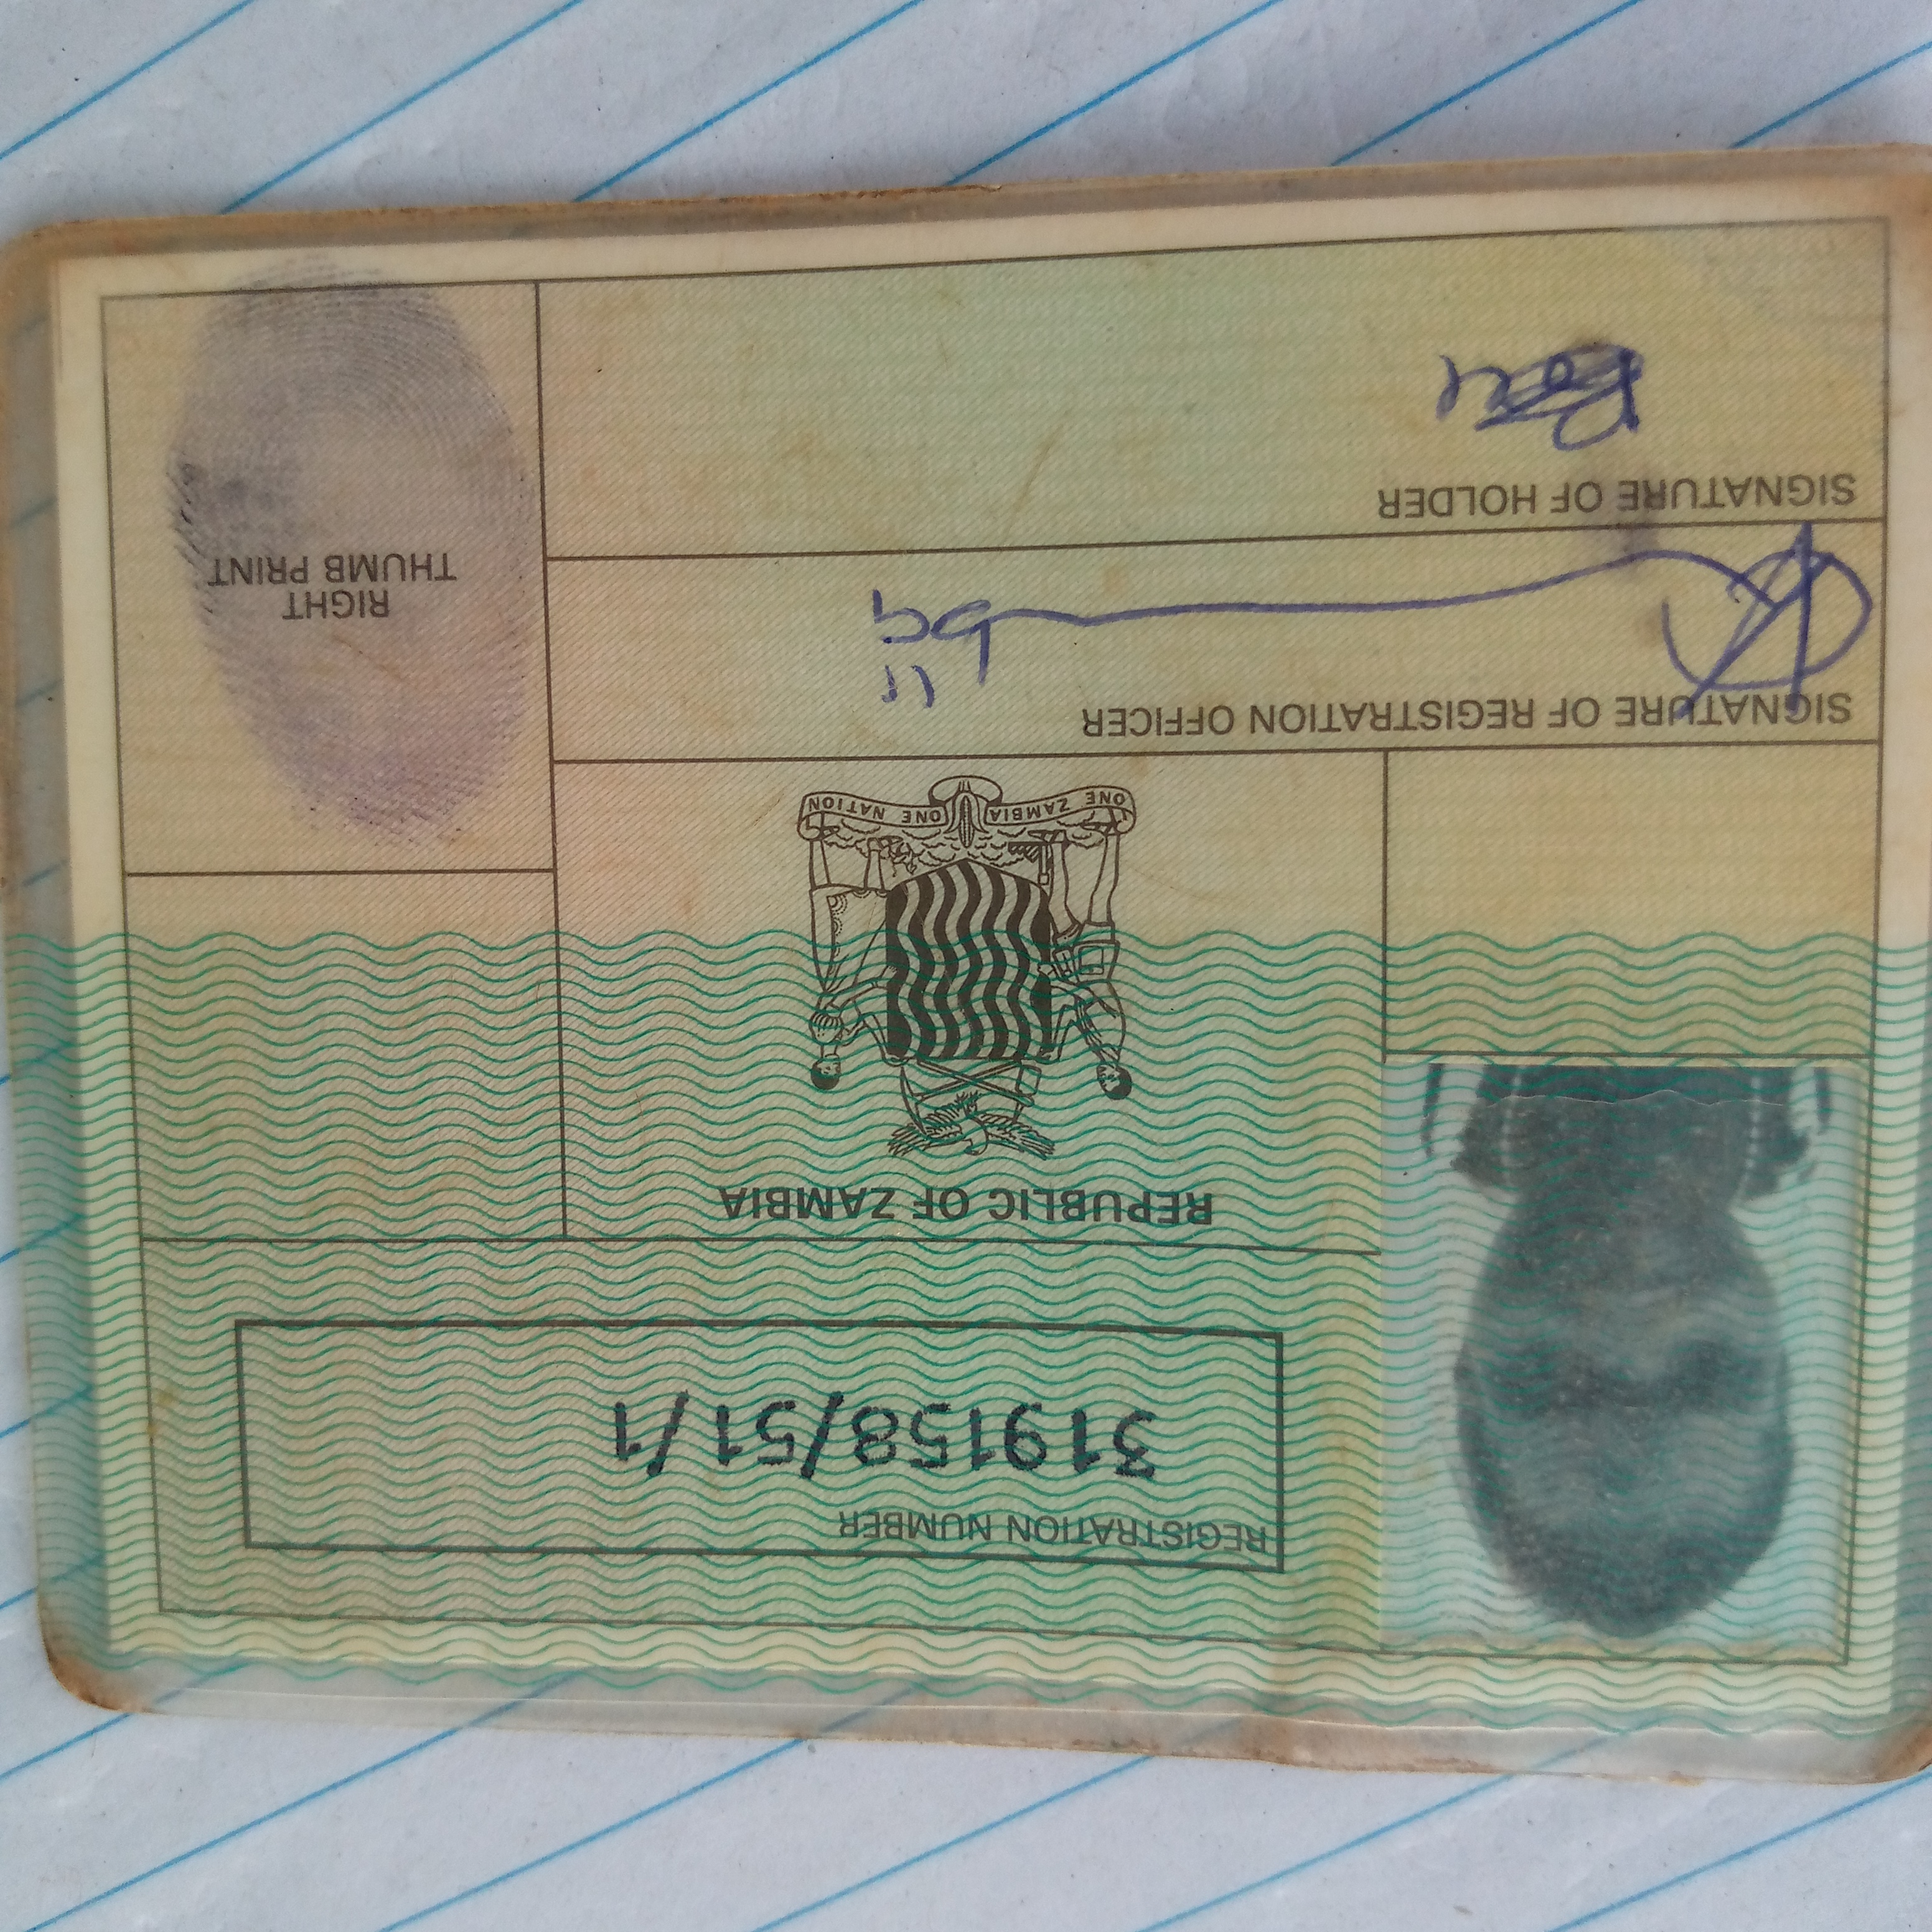 REGISTRATION NUMBER
319158/51/1
REPUBLIC OF ZAMBIA
ONE ZAMBIA ONE NATION
SIGNATURE OF REGISTRATION OFFICER
SIGNATURE OF HOLDER
RIGHT
THUMB PRINT